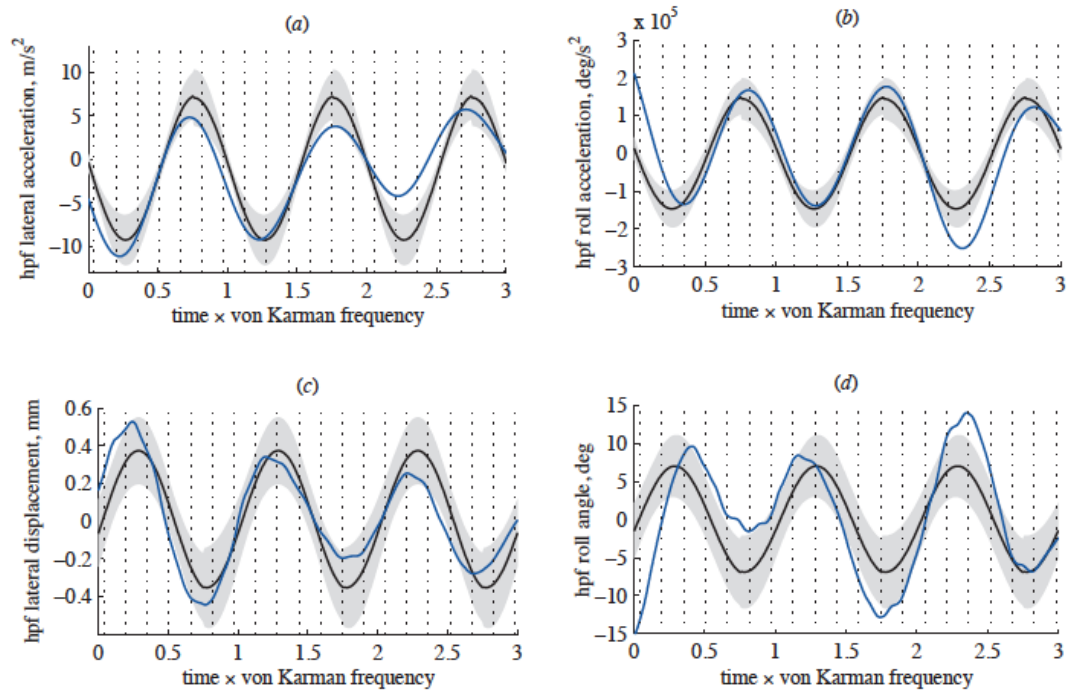 (a)
hpf lateral acceleration, m/s²
10
5
0
−5
−10
0 0.5 1 1.5 2 2.5 3
time × von Karman frequency
(b)
x 10⁵
hpf roll acceleration, deg/s²
3
2
1
0
−1
−2
−3
0 0.5 1 1.5 2 2.5 3
time × von Karman frequency
(c)
hpf lateral displacement, mm
0.6
0.4
0.2
0
−0.2
−0.4
0 0.5 1 1.5 2 2.5 3
time × von Karman frequency
(d)
hpf roll angle, deg
15
10
5
0
−5
−10
−15
0 0.5 1 1.5 2 2.5 3
time × von Karman frequency